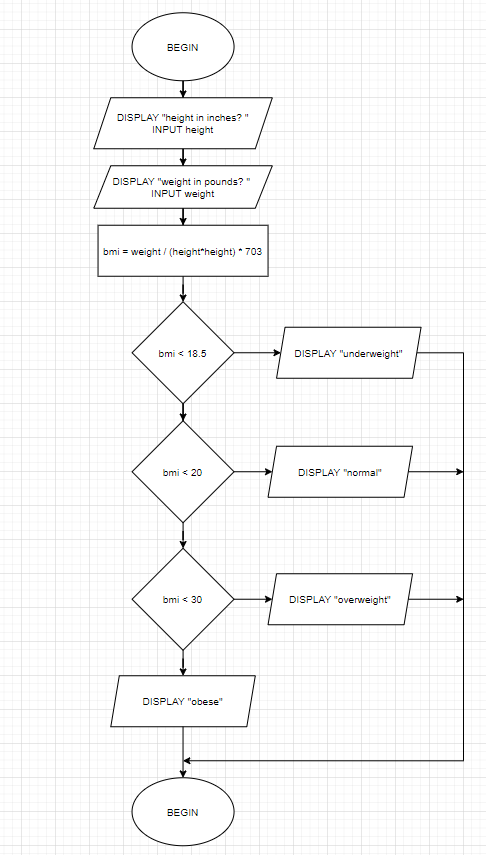 BEGIN
DISPLAY "height in inches? "
INPUT height
DISPLAY "weight in pounds? "
INPUT weight
bmi = weight / (height*height) * 703
bmi < 18.5
DISPLAY "underweight"
bmi < 20
DISPLAY "normal"
bmi < 30
DISPLAY "overweight"
DISPLAY "obese"
BEGIN